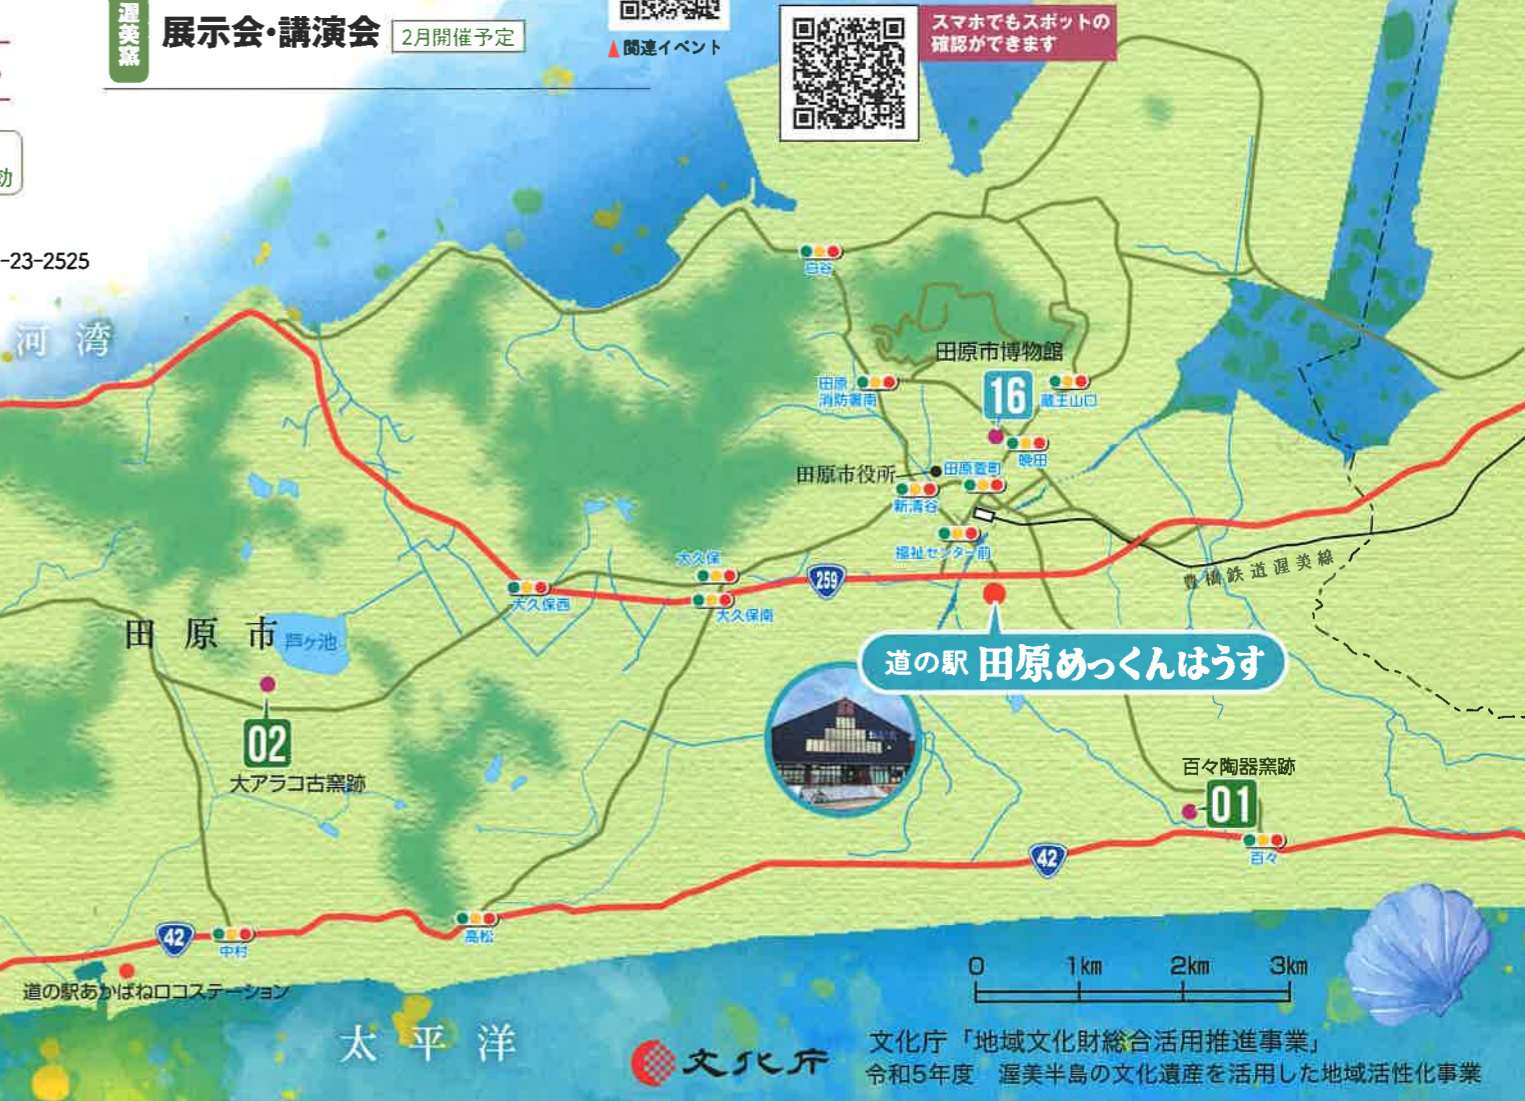 渥美窯
展示会・講演会
2月開催予定
▲関連イベント
スマホでもスポットの
確認ができます
効
-23-2525
河湾
白谷
田原市博物館
16
田原
消防署南
蔵王山口
晩田
田原市役所
田原萱町
新清谷
福祉センター前
大久保
259
大久保西
大久保南
豊橋鉄道渥美線
田原市
芦ヶ池
道の駅 田原めっくんはうす
02
大アラコ古窯跡
百々陶器窯跡
01
百々
42
高松
42
中村
道の駅あかばねロコステーション
0 1km 2km 3km
太平洋
文化庁
文化庁「地域文化財総合活用推進事業」
令和5年度 渥美半島の文化遺産を活用した地域活性化事業